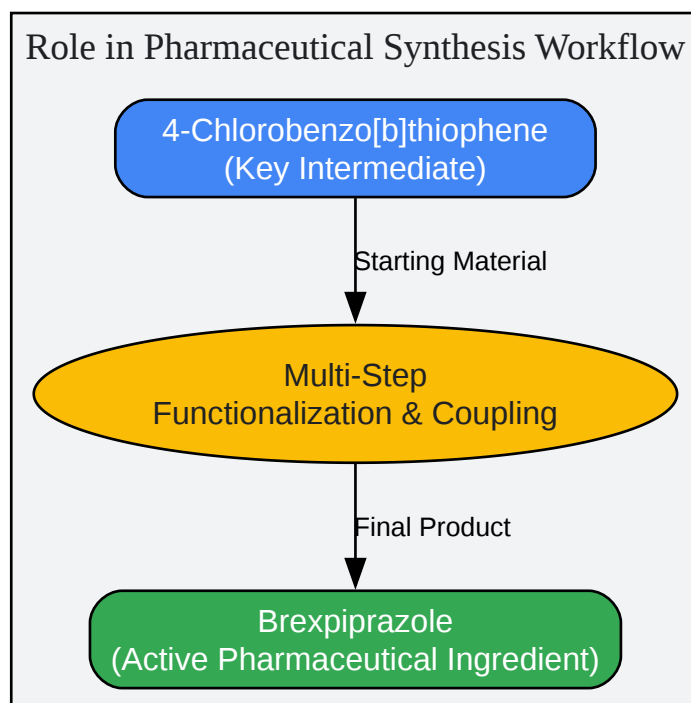 Role in Pharmaceutical Synthesis Workflow
4-Chlorobenzo[b]thiophene
(Key Intermediate)
Starting Material
Multi-Step
Functionalization & Coupling
Final Product
Brexpiprazole
(Active Pharmaceutical Ingredient)